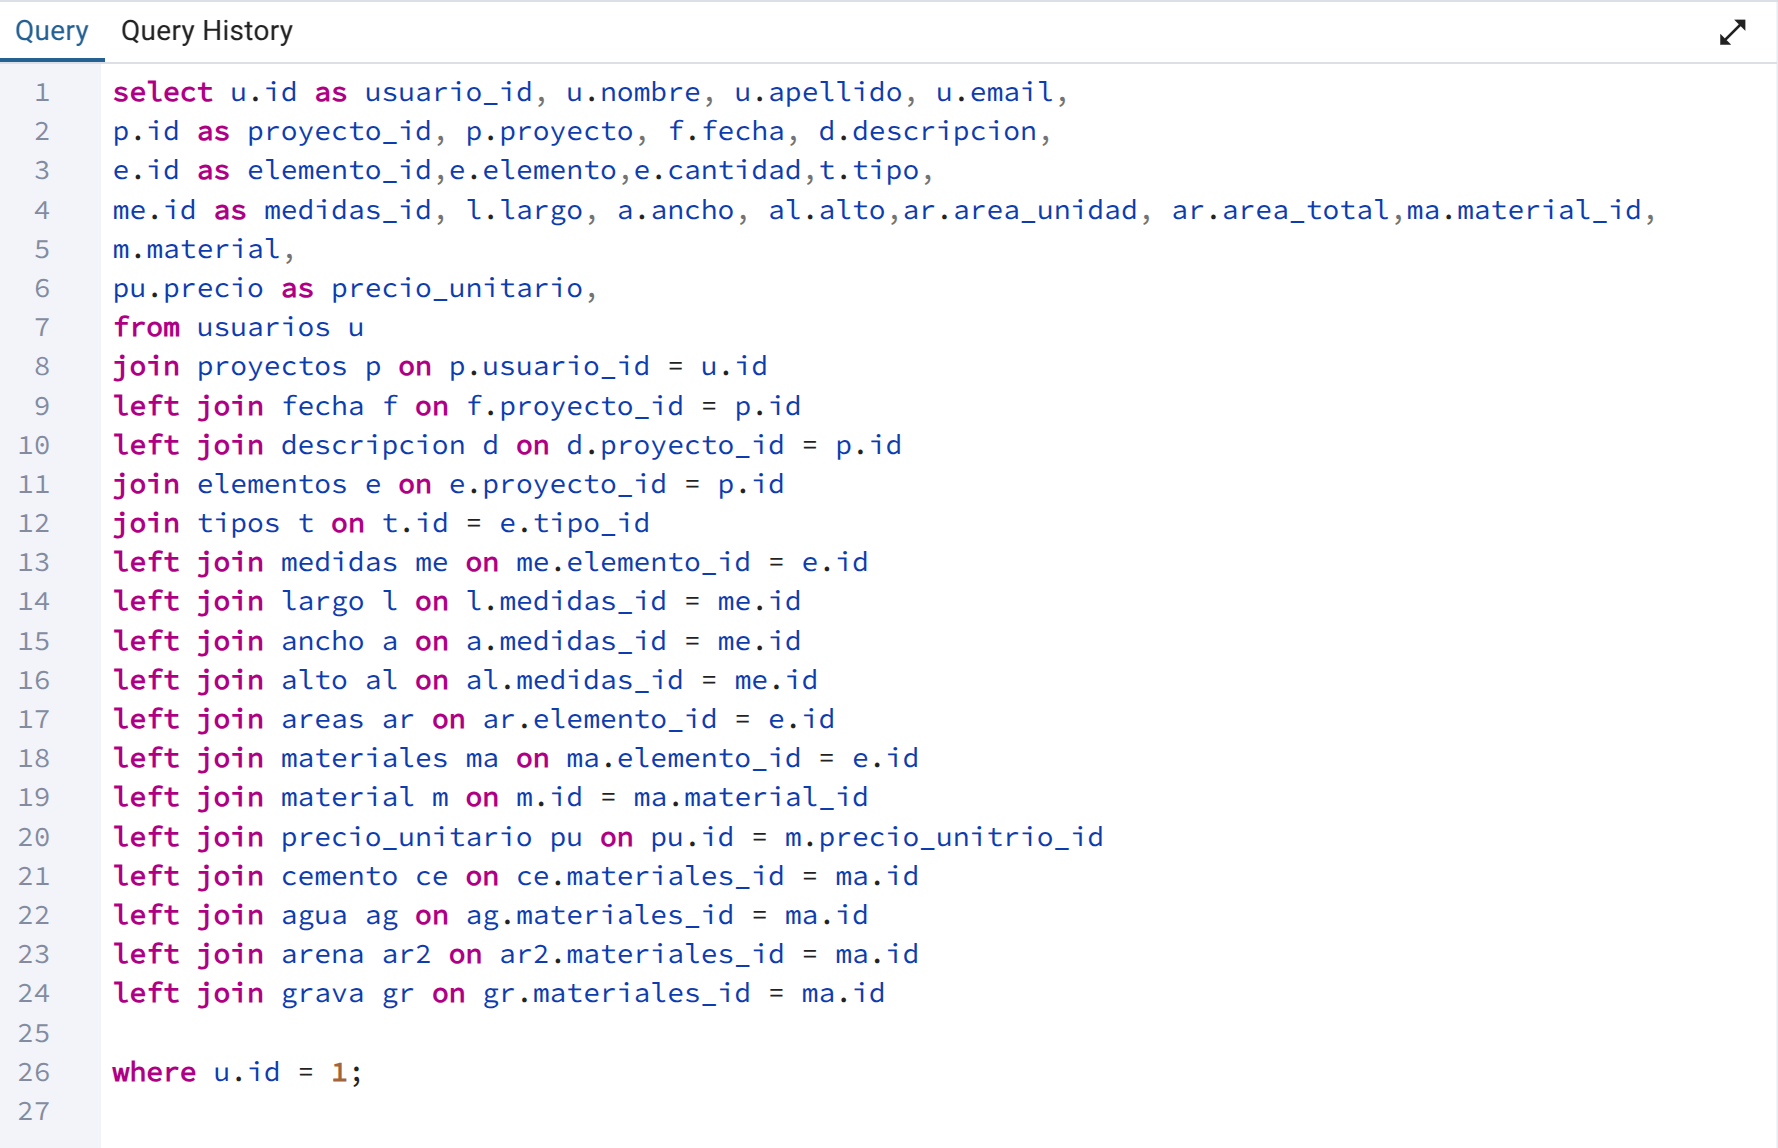 Query Query History
1 select u.id as usuario_id, u.nombre, u.apellido, u.email,
2 p.id as proyecto_id, p.proyecto, f.fecha, d.descripcion,
3 e.id as elemento_id,e.elemento,e.cantidad,t.tipo,
4 me.id as medidas_id, l.largo, a.ancho, al.alto,ar.area_unidad, ar.area_total,ma.material_id,
5 m.material,
6 pu.precio as precio_unitario,
7 from usuarios u
8 join proyectos p on p.usuario_id = u.id
9 left join fecha f on f.proyecto_id = p.id
10 left join descripcion d on d.proyecto_id = p.id
11 join elementos e on e.proyecto_id = p.id
12 join tipos t on t.id = e.tipo_id
13 left join medidas me on me.elemento_id = e.id
14 left join largo l on l.medidas_id = me.id
15 left join ancho a on a.medidas_id = me.id
16 left join alto al on al.medidas_id = me.id
17 left join areas ar on ar.elemento_id = e.id
18 left join materiales ma on ma.elemento_id = e.id
19 left join material m on m.id = ma.material_id
20 left join precio_unitario pu on pu.id = m.precio_unitrio_id
21 left join cemento ce on ce.materiales_id = ma.id
22 left join agua ag on ag.materiales_id = ma.id
23 left join arena ar2 on ar2.materiales_id = ma.id
24 left join grava gr on gr.materiales_id = ma.id
25
26 where u.id = 1;
27